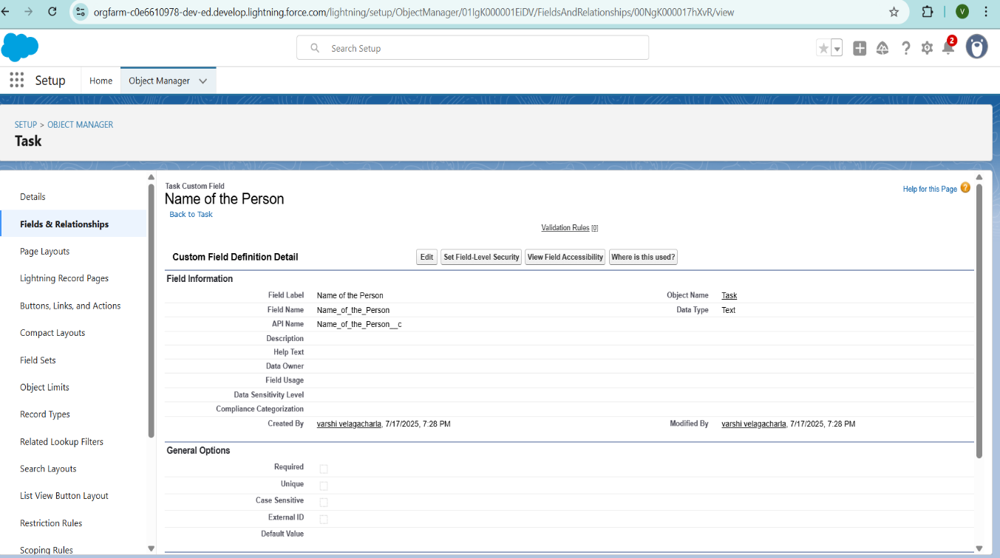 orgfarm-c0e6610978-dev-ed.develop.lightning.force.com/lightning/setup/ObjectManager/01IgK000001EiDV/FieldsAndRelationships/00NgK000017hXvR/view
V
Search Setup
2
Setup
Home
Object Manager
SETUP > OBJECT MANAGER
Task
Details
Fields & Relationships
Page Layouts
Lightning Record Pages
Buttons, Links, and Actions
Compact Layouts
Field Sets
Object Limits
Record Types
Related Lookup Filters
Search Layouts
List View Button Layout
Restriction Rules
Scoping Rules
Task Custom Field
Name of the Person
Back to Task
Help for this Page ?
Validation Rules [0]
Custom Field Definition Detail Edit Set Field-Level Security View Field Accessibility Where is this used?
Field Information
Field Label Name of the Person Object Name Task
Field Name Name_of_the_Person Data Type Text
API Name Name_of_the_Person__c
Description
Help Text
Data Owner
Field Usage
Data Sensitivity Level
Compliance Categorization
Created By varshi velagacharla, 7/17/2025, 7:28 PM Modified By varshi velagacharla, 7/17/2025, 7:28 PM
General Options
Required
Unique
Case Sensitive
External ID
Default Value